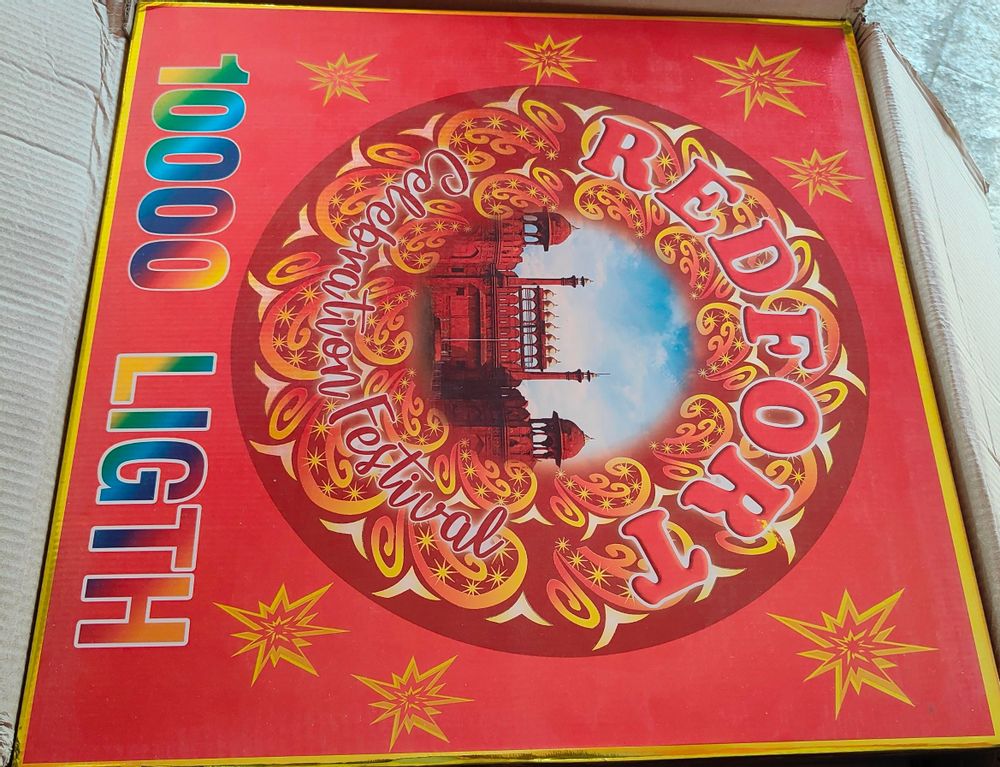 REDFORT
Celebration Festival
10000 LIGTH